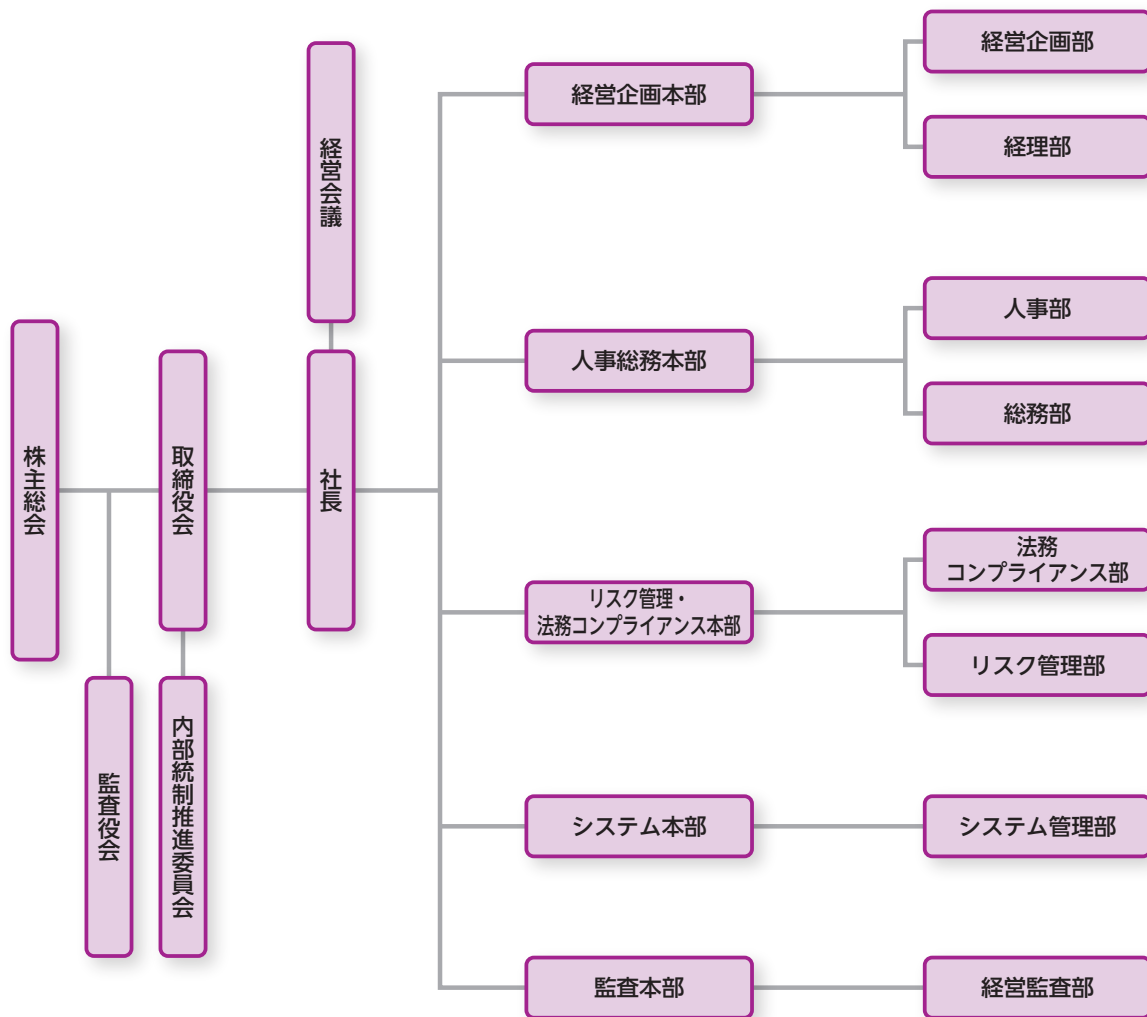 株主総会
監査役会
取締役会
内部統制推進委員会
経営会議
社長
経営企画本部
経営企画部
経理部
人事総務本部
人事部
総務部
リスク管理・
法務コンプライアンス本部
法務
コンプライアンス部
リスク管理部
システム本部
システム管理部
監査本部
経営監査部